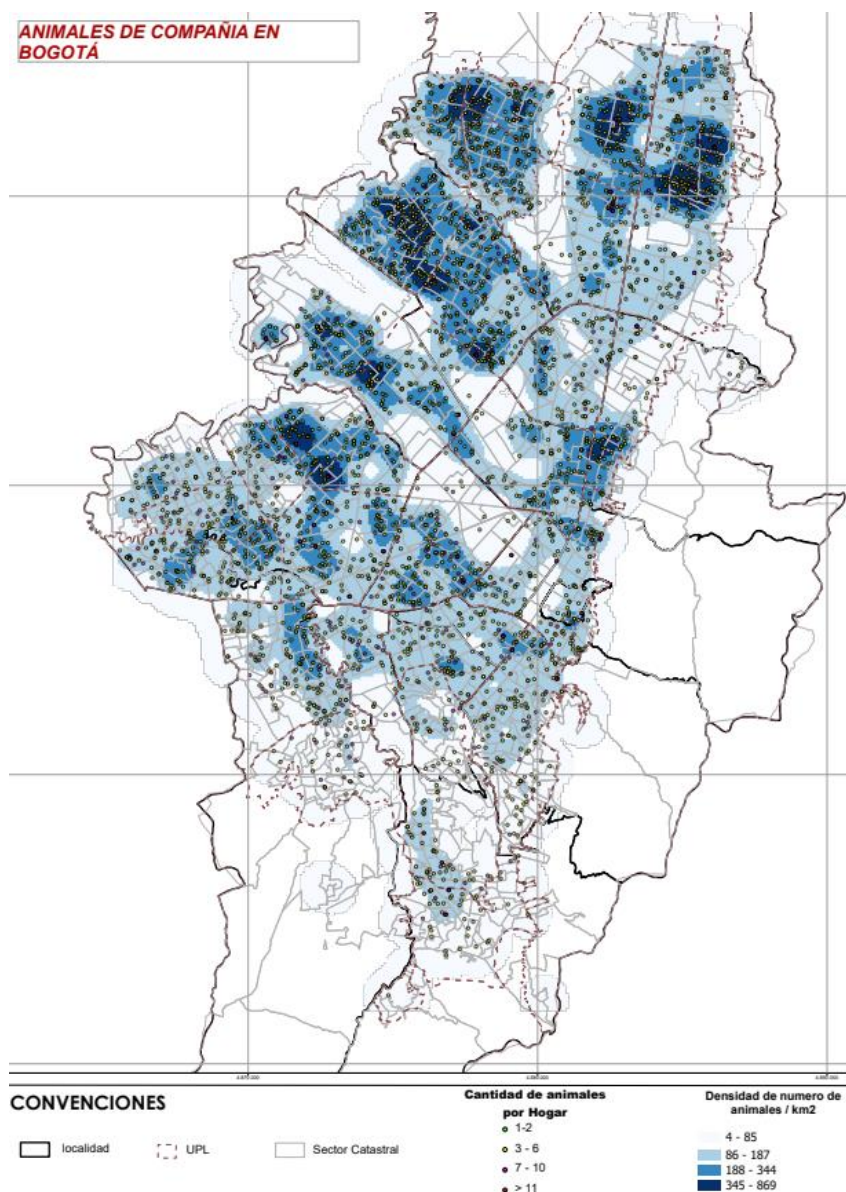 ANIMALES DE COMPAÑIA EN
BOGOTÁ
CONVENCIONES
localidad
UPL
Sector Catastral
Cantidad de animales
por Hogar
1-2
3 - 6
7 - 10
> 11
Densidad de numero de
animales / km2
4 - 85
86 - 187
188 - 344
345 - 869